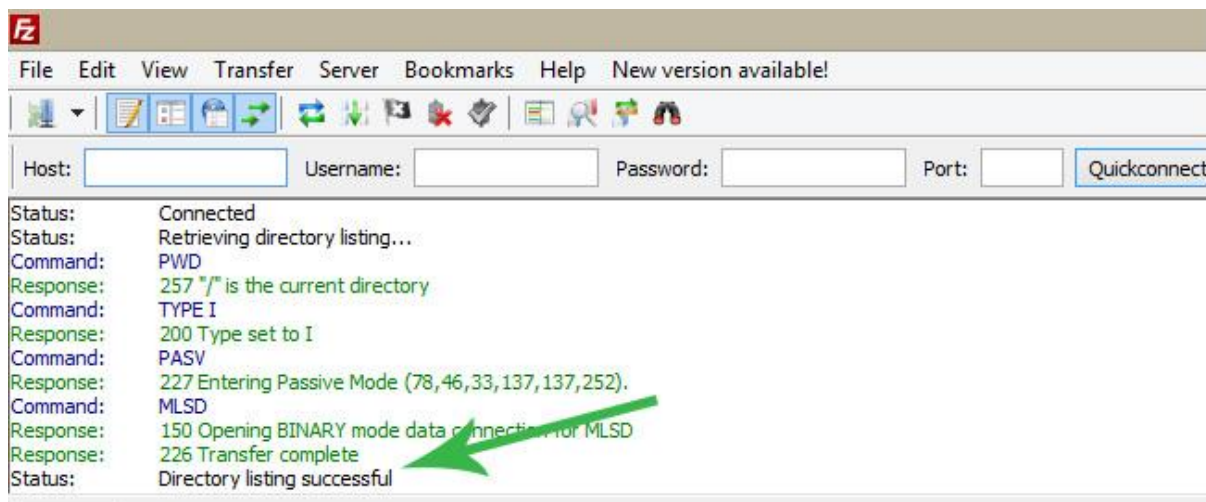 Fz
File Edit View Transfer Server Bookmarks Help New version available!
Host: Username: Password: Port: Quickconnect
Status: Connected
Status: Retrieving directory listing...
Command: PWD
Response: 257 "/" is the current directory
Command: TYPE I
Response: 200 Type set to I
Command: PASV
Response: 227 Entering Passive Mode (78,46,33,137,137,252).
Command: MLSD
Response: 150 Opening BINARY mode data connection for MLSD
Response: 226 Transfer complete
Status: Directory listing successful